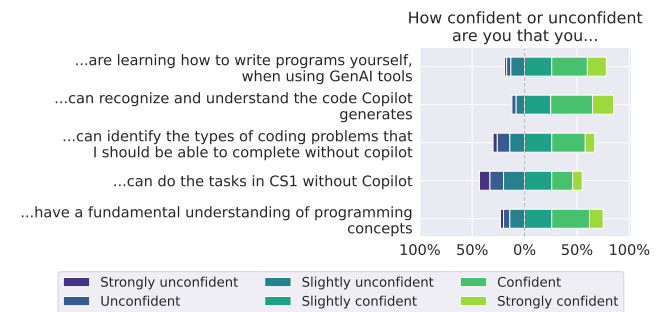 How confident or unconfident
are you that you...
...are learning how to write programs yourself,
when using GenAI tools
...can recognize and understand the code Copilot
generates
...can identify the types of coding problems that
I should be able to complete without copilot
...can do the tasks in CS1 without Copilot
...have a fundamental understanding of programming
concepts
100% 50% 0% 50% 100%
Strongly unconfident Slightly unconfident Confident
Unconfident Slightly confident Strongly confident